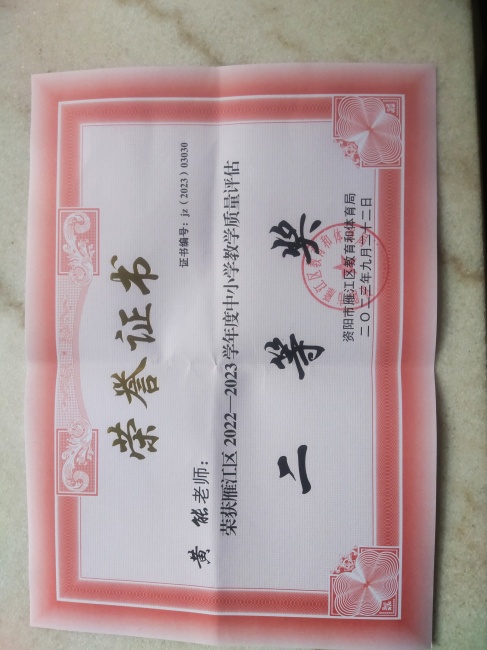 荣誉证书
证书编号：jz（2023）03030
黄能老师：
荣获雁江区2022—2023学年度中小学教学质量评估
二等奖
资阳市雁江区教育和体育局
二〇二三年九月二十二日